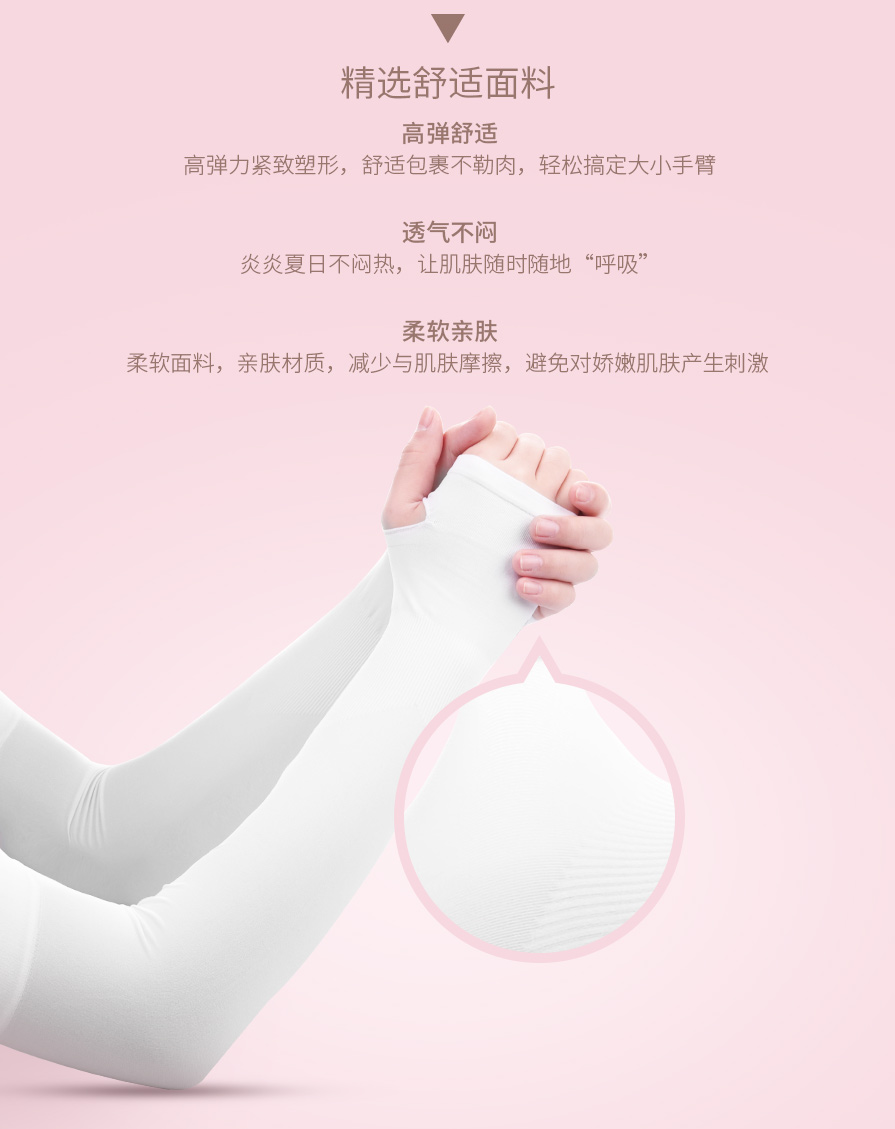 精选舒适面料
高弹舒适
高弹力紧致塑形，舒适包裹不勒肉，轻松搞定大小手臂
透气不闷
炎炎夏日不闷热，让肌肤随时随地“呼吸”
柔软亲肤
柔软面料，亲肤材质，减少与肌肤摩擦，避免对娇嫩肌肤产生刺激